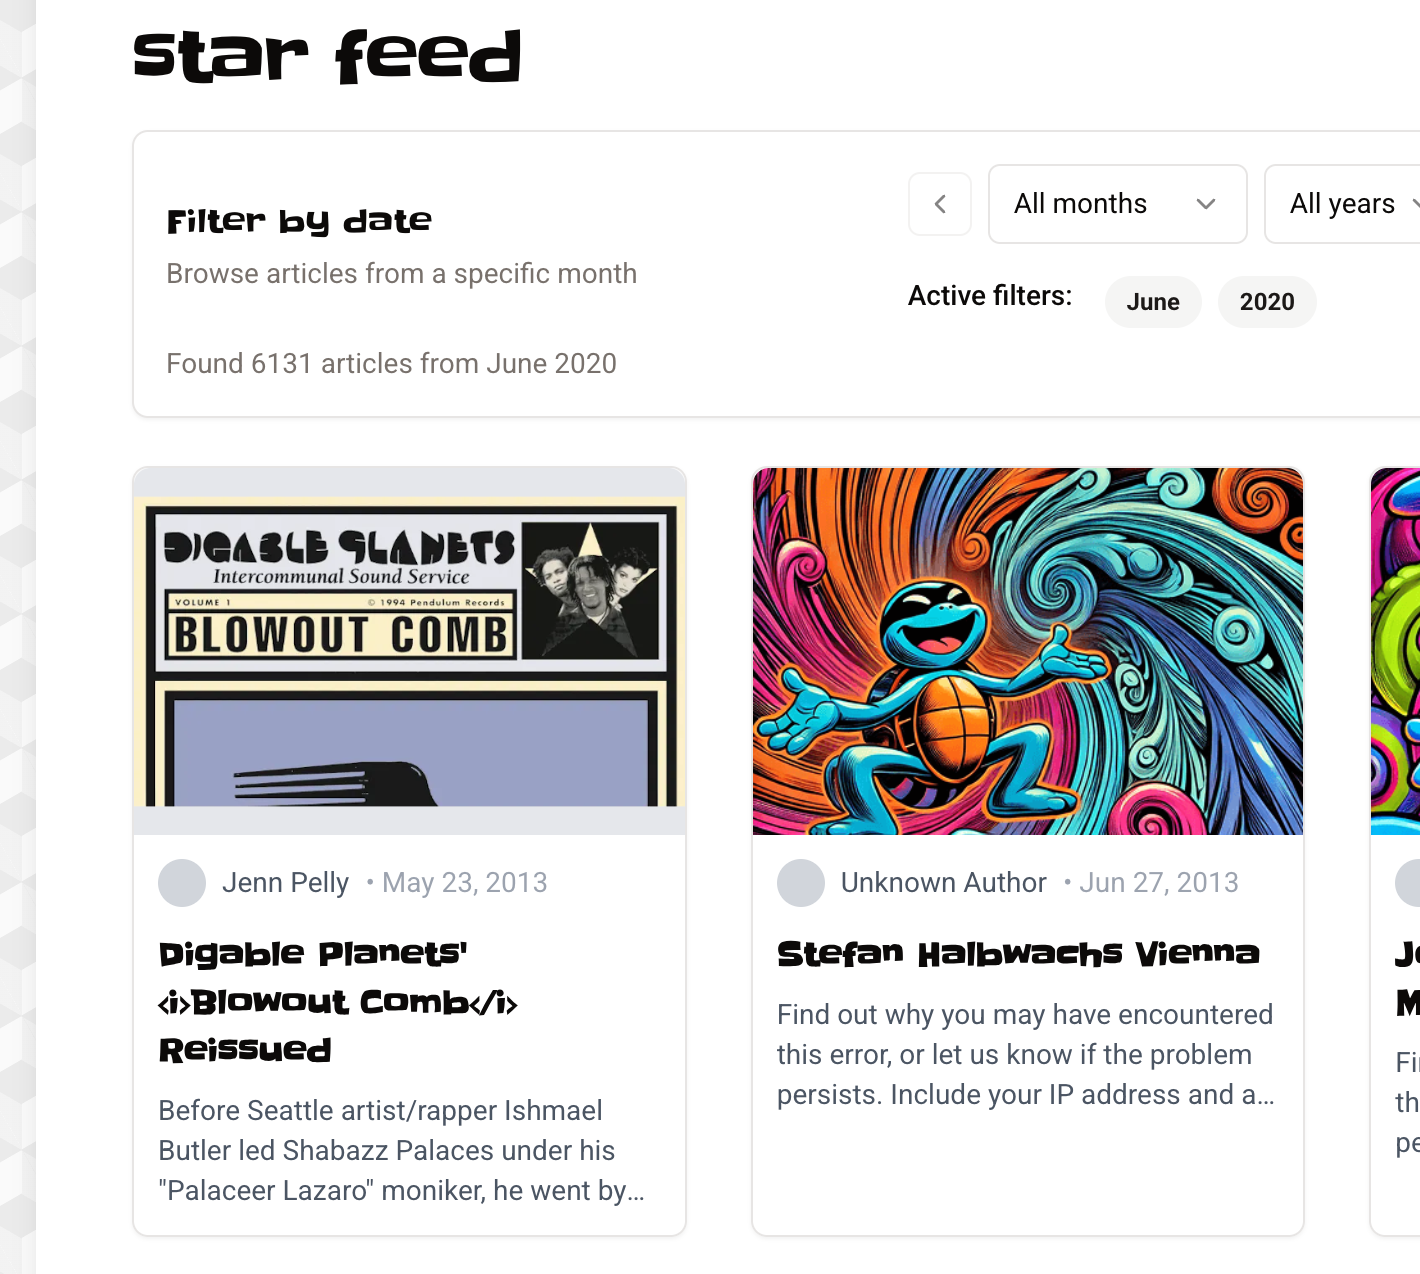 star feed
Filter by date
Browse articles from a specific month
Found 6131 articles from June 2020
All months
All years
Active filters:
June
2020
DIGABLE PLANETS
Intercommunal Sound Service
VOLUME 1
© 1994 Pendulum Records
BLOWOUT COMB
Jenn Pelly • May 23, 2013
Digable Planets'
<i>Blowout Comb</i>
Reissued
Before Seattle artist/rapper Ishmael
Butler led Shabazz Palaces under his
"Palaceer Lazaro" moniker, he went by...
Unknown Author • Jun 27, 2013
Stefan Halbwachs Vienna
Find out why you may have encountered
this error, or let us know if the problem
persists. Include your IP address and a...